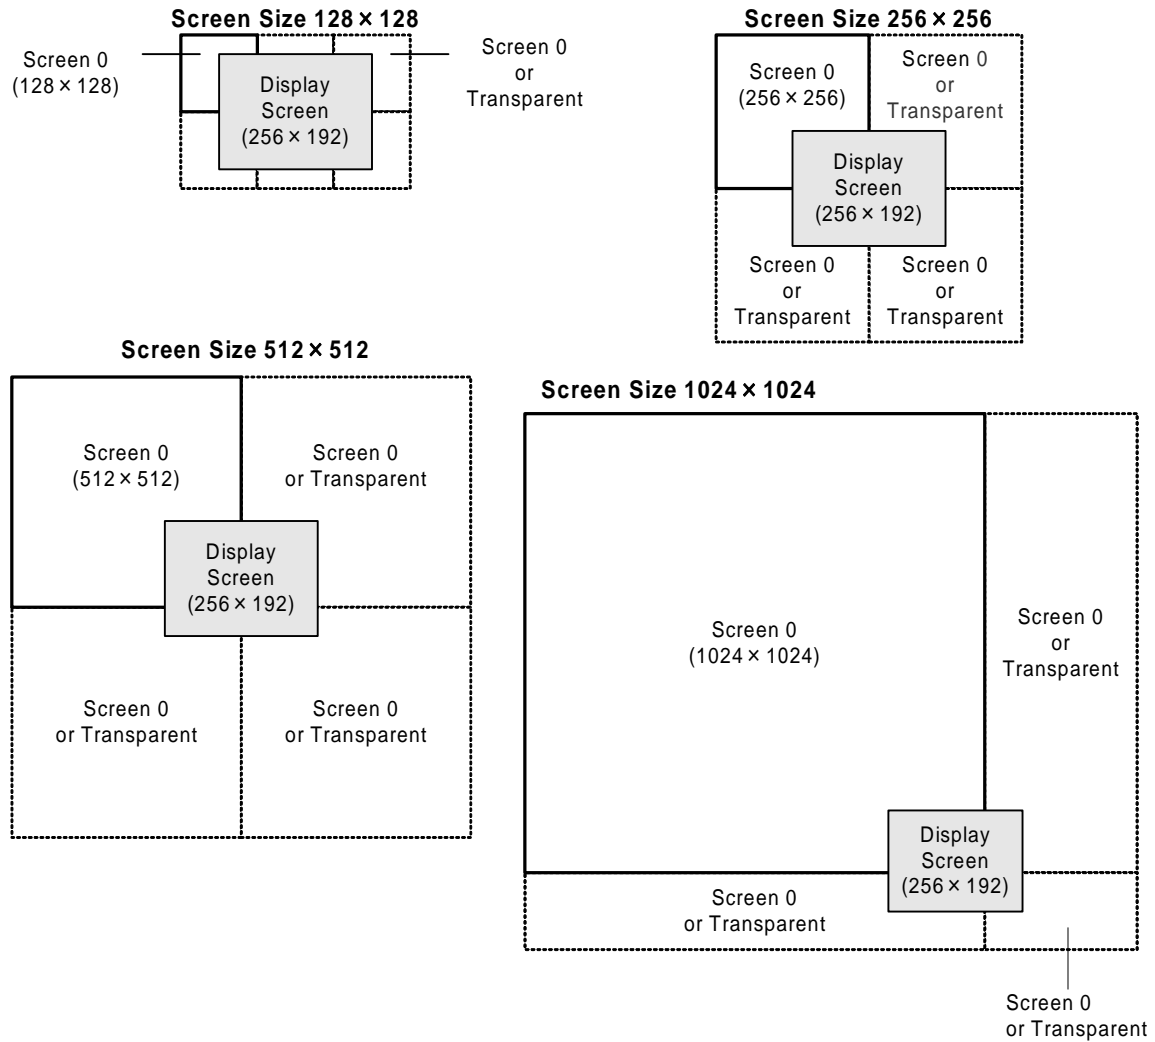 Screen Size 128 × 128
Screen 0
(128 × 128)
Display
Screen
(256 × 192)
Screen 0
or
Transparent
Screen Size 256 × 256
Screen 0
(256 × 256)
Screen 0
or
Transparent
Display
Screen
(256 × 192)
Screen 0
or
Transparent
Screen 0
or
Transparent
Screen Size 512 × 512
Screen 0
(512 × 512)
Screen 0
or Transparent
Display
Screen
(256 × 192)
Screen 0
or Transparent
Screen 0
or Transparent
Screen Size 1024 × 1024
Screen 0
(1024 × 1024)
Screen 0
or
Transparent
Display
Screen
(256 × 192)
Screen 0
or Transparent
Screen 0
or Transparent